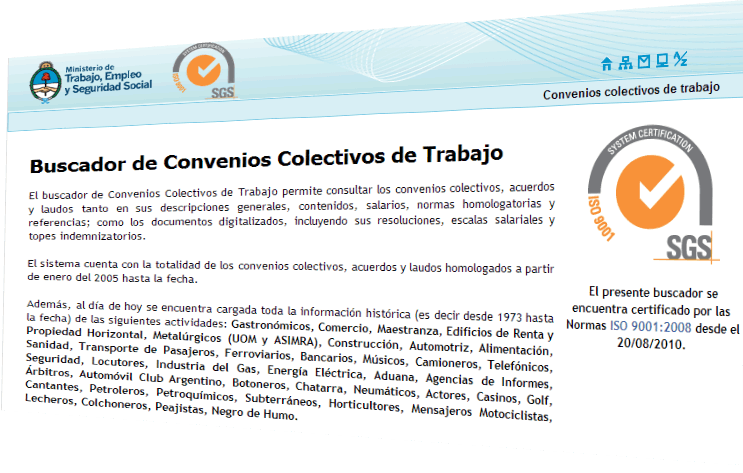 Ministerio de
Trabajo, Empleo
y Seguridad Social
SYSTEM CERTIFICATION
ISO 9001
SGS
Convenios colectivos de trabajo
Buscador de Convenios Colectivos de Trabajo
El buscador de Convenios Colectivos de Trabajo permite consultar los convenios colectivos, acuerdos
y laudos tanto en sus descripciones generales, contenidos, salarios, normas homologatorias y
referencias; como los documentos digitalizados, incluyendo sus resoluciones, escalas salariales y
topes indemnizatorios.
El sistema cuenta con la totalidad de los convenios colectivos, acuerdos y laudos homologados a partir
de enero del 2005 hasta la fecha.
Además, al día de hoy se encuentra cargada toda la información histórica (es decir desde 1973 hasta
la fecha) de las siguientes actividades: Gastronómicos, Comercio, Maestranza, Edificios de Renta y
Propiedad Horizontal, Metalúrgicos (UOM y ASIMRA), Construcción, Automotriz, Alimentación,
Sanidad, Transporte de Pasajeros, Ferroviarios, Bancarios, Músicos, Camioneros, Telefónicos,
Seguridad, Locutores, Industria del Gas, Energía Eléctrica, Aduana, Agencias de Informes,
Árbitros, Automóvil Club Argentino, Botoneros, Chatarra, Neumáticos, Actores, Casinos, Golf,
Cantantes, Petroleros, Petroquímicos, Subterráneos, Horticultores, Mensajeros Motociclistas,
Lecheros, Colchoneros, Peajistas, Negro de Humo.
SYSTEM CERTIFICATION
ISO 9001
SGS
El presente buscador se
encuentra certificado por las
Normas ISO 9001:2008 desde el
20/08/2010.